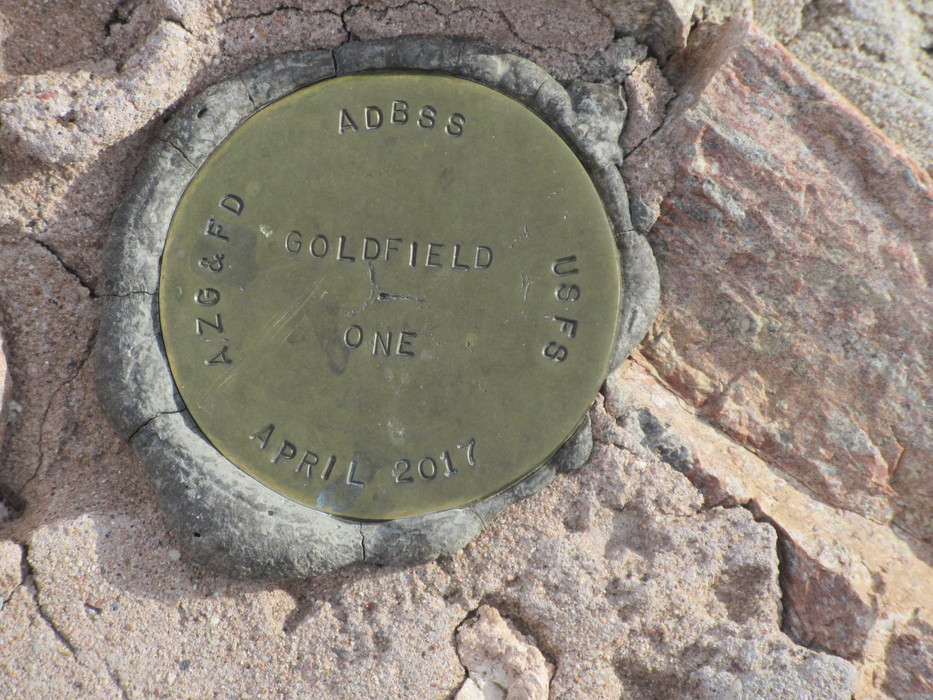 ADBSS
AZG&FD
GOLDFIELD
ONE
USFS
APRIL 2017